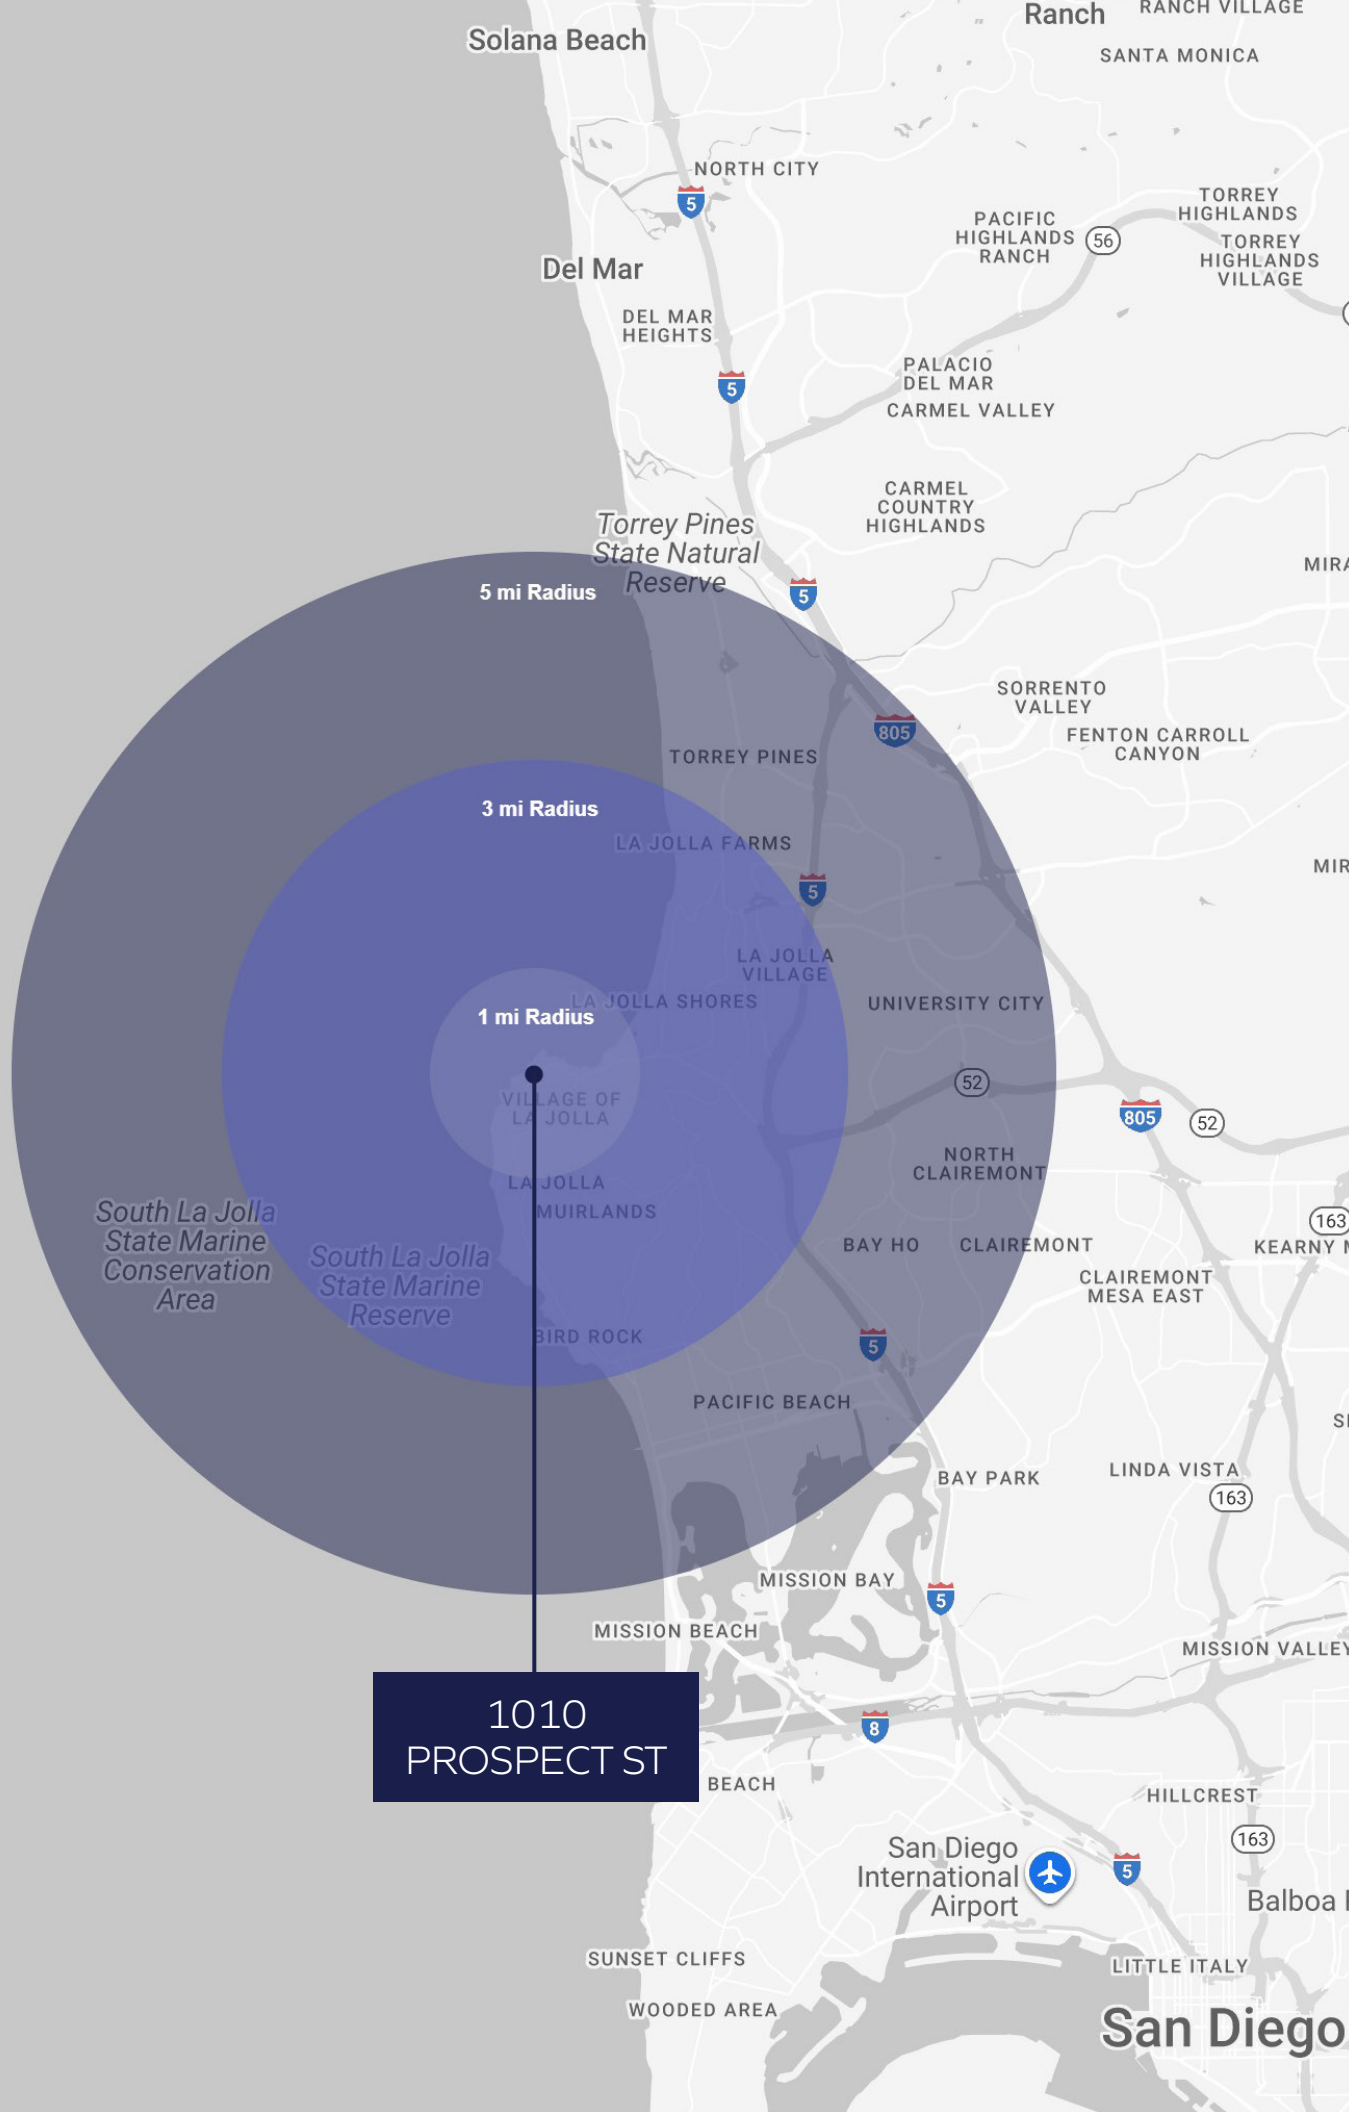 Ranch
RANCH VILLAGE
Solana Beach
SANTA MONICA
NORTH CITY
5
TORREY
HIGHLANDS
PACIFIC
HIGHLANDS
RANCH
56
TORREY
HIGHLANDS
VILLAGE
Del Mar
DEL MAR
HEIGHTS
PALACIO
DEL MAR
5
CARMEL VALLEY
CARMEL
COUNTRY
HIGHLANDS
Torrey Pines
State Natural
Reserve
MIRA
5 mi Radius
5
SORRENTO
VALLEY
805
FENTON CARROLL
CANYON
TORREY PINES
3 mi Radius
LA JOLLA FARMS
MIR
5
LA JOLLA
VILLAGE
LA JOLLA SHORES
UNIVERSITY CITY
1 mi Radius
52
VILLAGE OF
LA JOLLA
805
52
NORTH
CLAIREMONT
LA JOLLA
MUIRLANDS
South La Jolla
State Marine
Conservation
Area
163
BAY HO
CLAIREMONT
KEARNY M
South La Jolla
State Marine
Reserve
CLAIREMONT
MESA EAST
BIRD ROCK
5
PACIFIC BEACH
BAY PARK
LINDA VISTA
163
MISSION BAY
5
MISSION BEACH
MISSION VALLEY
1010
PROSPECT ST
8
BEACH
HILLCREST
163
San Diego
International
Airport
5
Balboa
SUNSET CLIFFS
LITTLE ITALY
WOODED AREA
San Diego